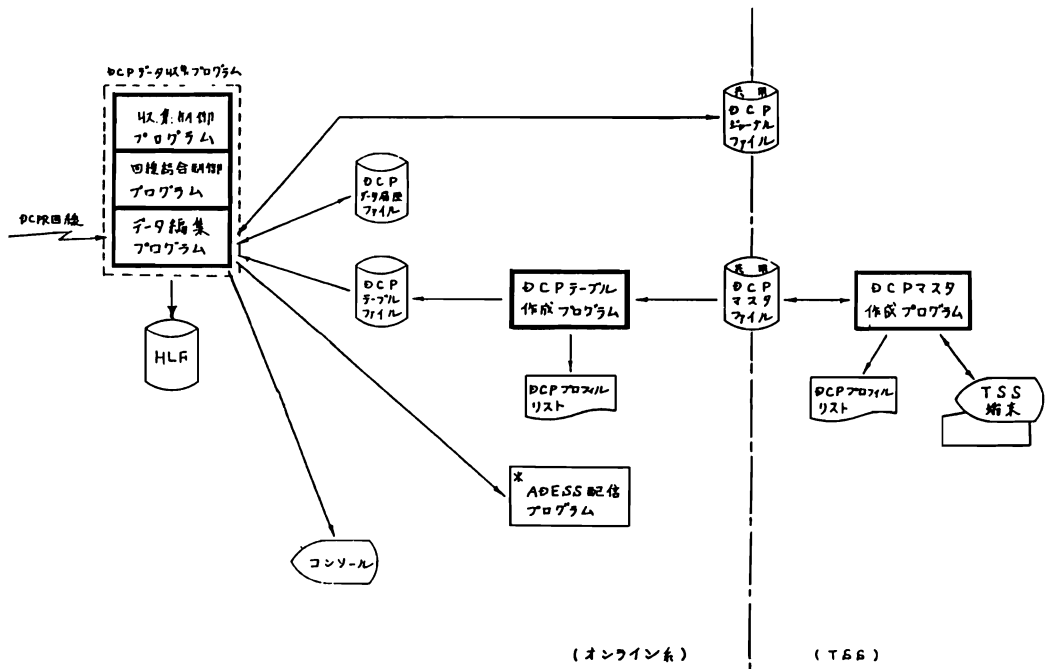 DCPデータ収集プログラム
収集制御
プログラム
回線結合制御
プログラム
データ編集
プログラム
DCPR回線
HLF
DCP
データ履歴
ファイル
DCP
テーブル
ファイル
共用
DCP
ジャーナル
ファイル
DCPテーブル
作成プログラム
共用
DCP
マスタ
ファイル
DCPマスタ
作成プログラム
DCPプロフィル
リスト
DCPプロフィル
リスト
TSS
端末
*
ADESS配信
プログラム
コンソール
(オンライン系)
(TSS)